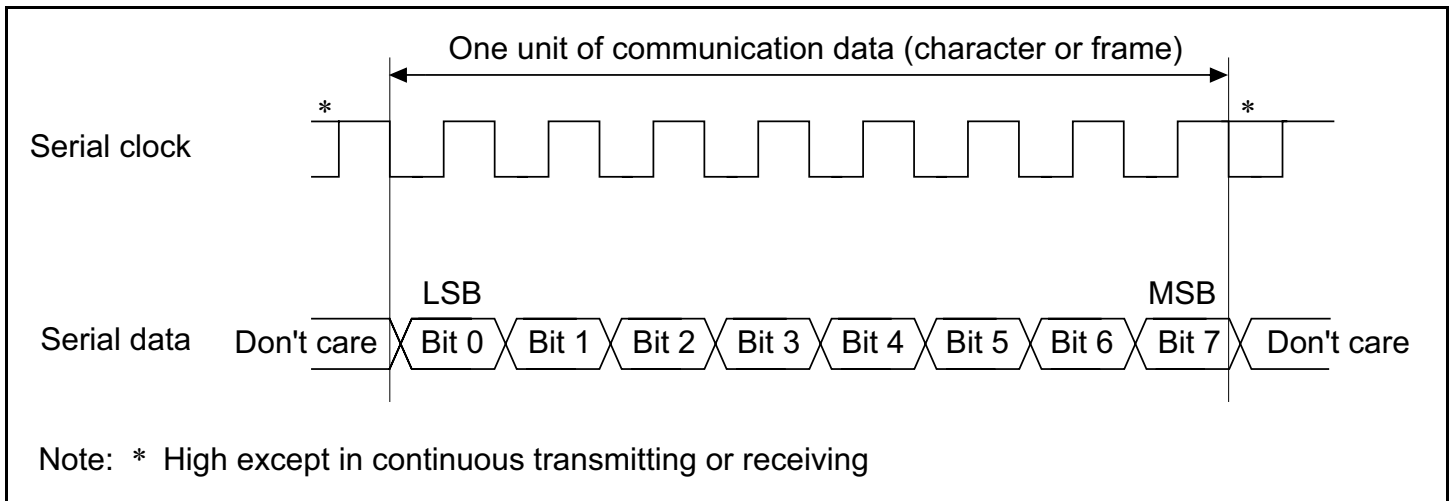 One unit of communication data (character or frame)
* *
Serial clock
LSB MSB
Serial data Don't care Bit 0 Bit 1 Bit 2 Bit 3 Bit 4 Bit 5 Bit 6 Bit 7 Don't care
Note: * High except in continuous transmitting or receiving